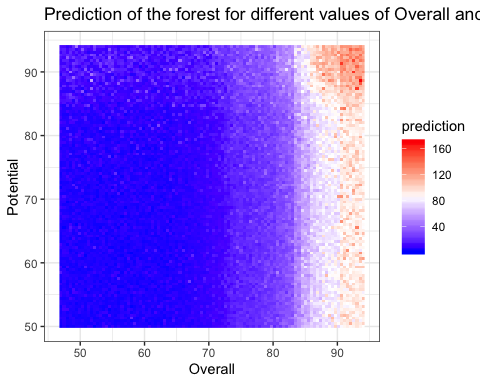 Prediction of the forest for different values of Overall and
prediction
160
120
80
40
Potential
90
80
70
60
50
50 60 70 80 90
Overall